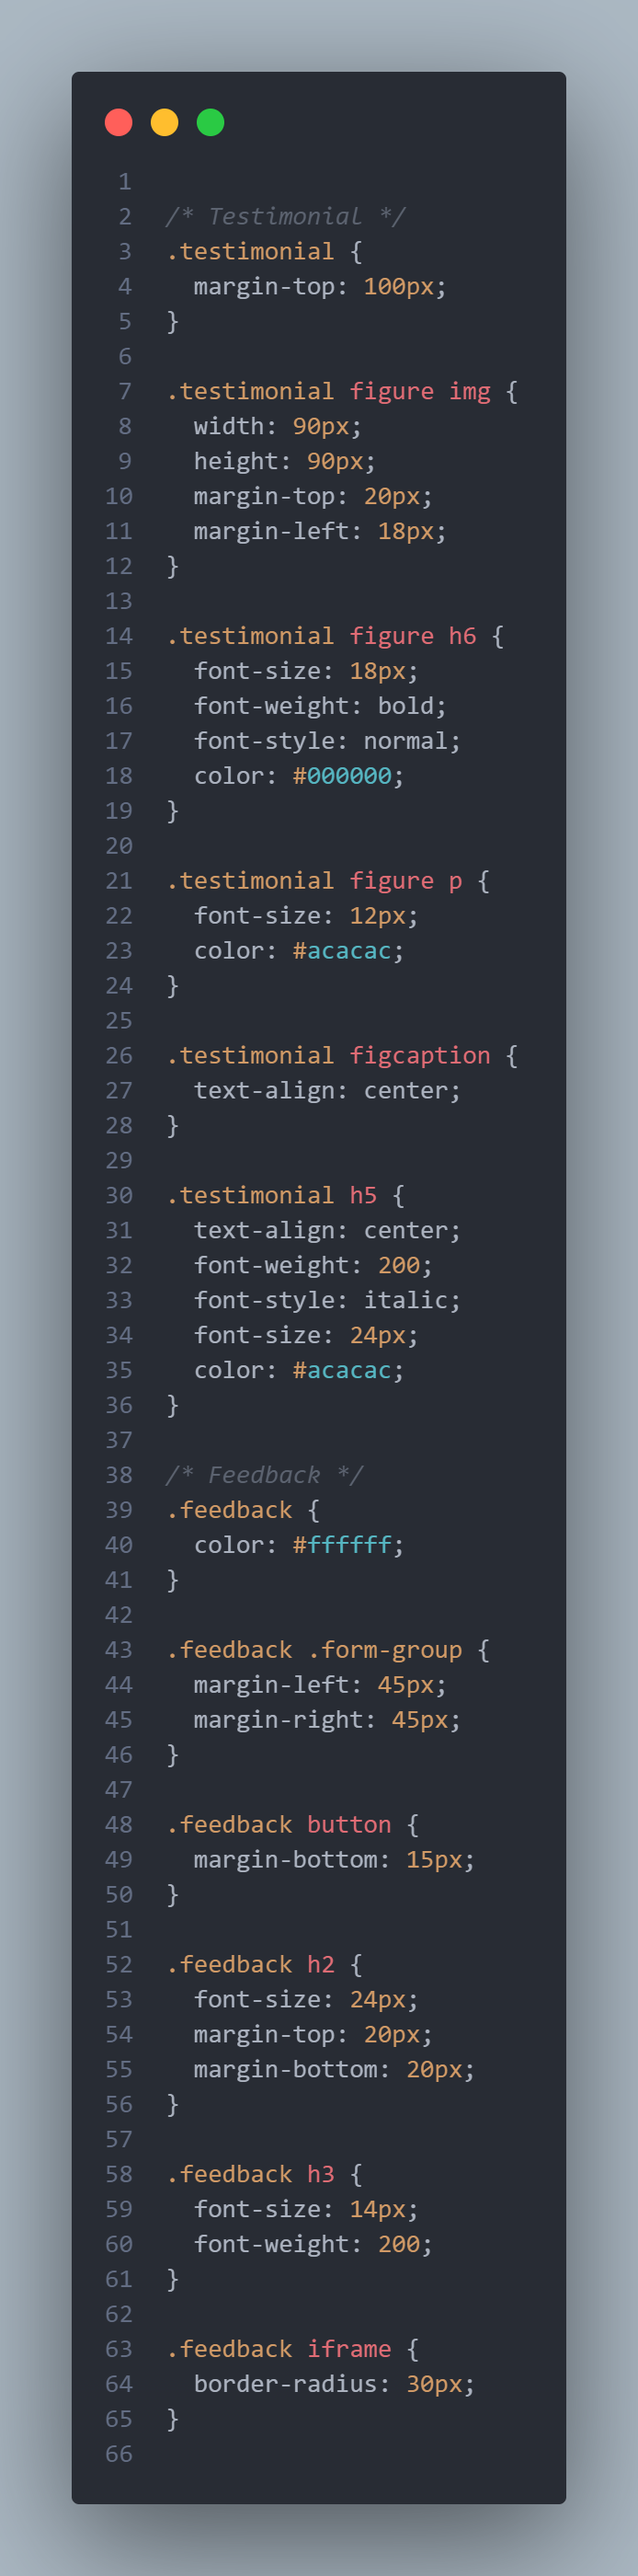 1
2 /* Testimonial */
3 .testimonial {
4   margin-top: 100px;
5 }
6
7 .testimonial figure img {
8   width: 90px;
9   height: 90px;
10   margin-top: 20px;
11   margin-left: 18px;
12 }
13
14 .testimonial figure h6 {
15   font-size: 18px;
16   font-weight: bold;
17   font-style: normal;
18   color: #000000;
19 }
20
21 .testimonial figure p {
22   font-size: 12px;
23   color: #acacac;
24 }
25
26 .testimonial figcaption {
27   text-align: center;
28 }
29
30 .testimonial h5 {
31   text-align: center;
32   font-weight: 200;
33   font-style: italic;
34   font-size: 24px;
35   color: #acacac;
36 }
37
38 /* Feedback */
39 .feedback {
40   color: #ffffff;
41 }
42
43 .feedback .form-group {
44   margin-left: 45px;
45   margin-right: 45px;
46 }
47
48 .feedback button {
49   margin-bottom: 15px;
50 }
51
52 .feedback h2 {
53   font-size: 24px;
54   margin-top: 20px;
55   margin-bottom: 20px;
56 }
57
58 .feedback h3 {
59   font-size: 14px;
60   font-weight: 200;
61 }
62
63 .feedback iframe {
64   border-radius: 30px;
65 }
66